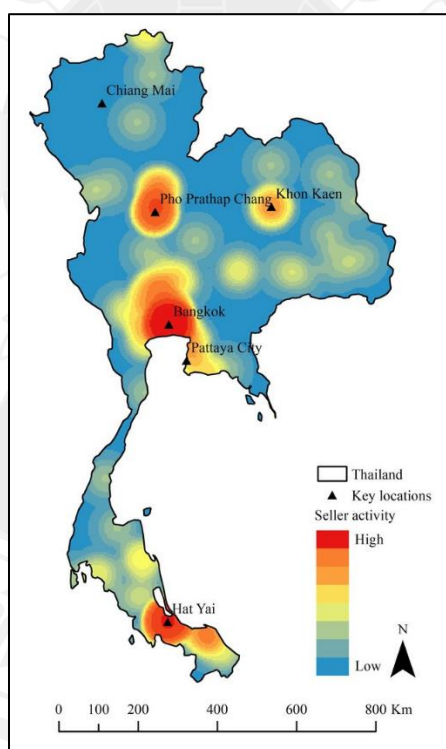 Chiang Mai
Pho Prathap Chang
Khon Kaen
Bangkok
Pattaya City
Hat Yai
Thailand
Key locations
Seller activity
High
Low
N
0 200 400 600 800 Km